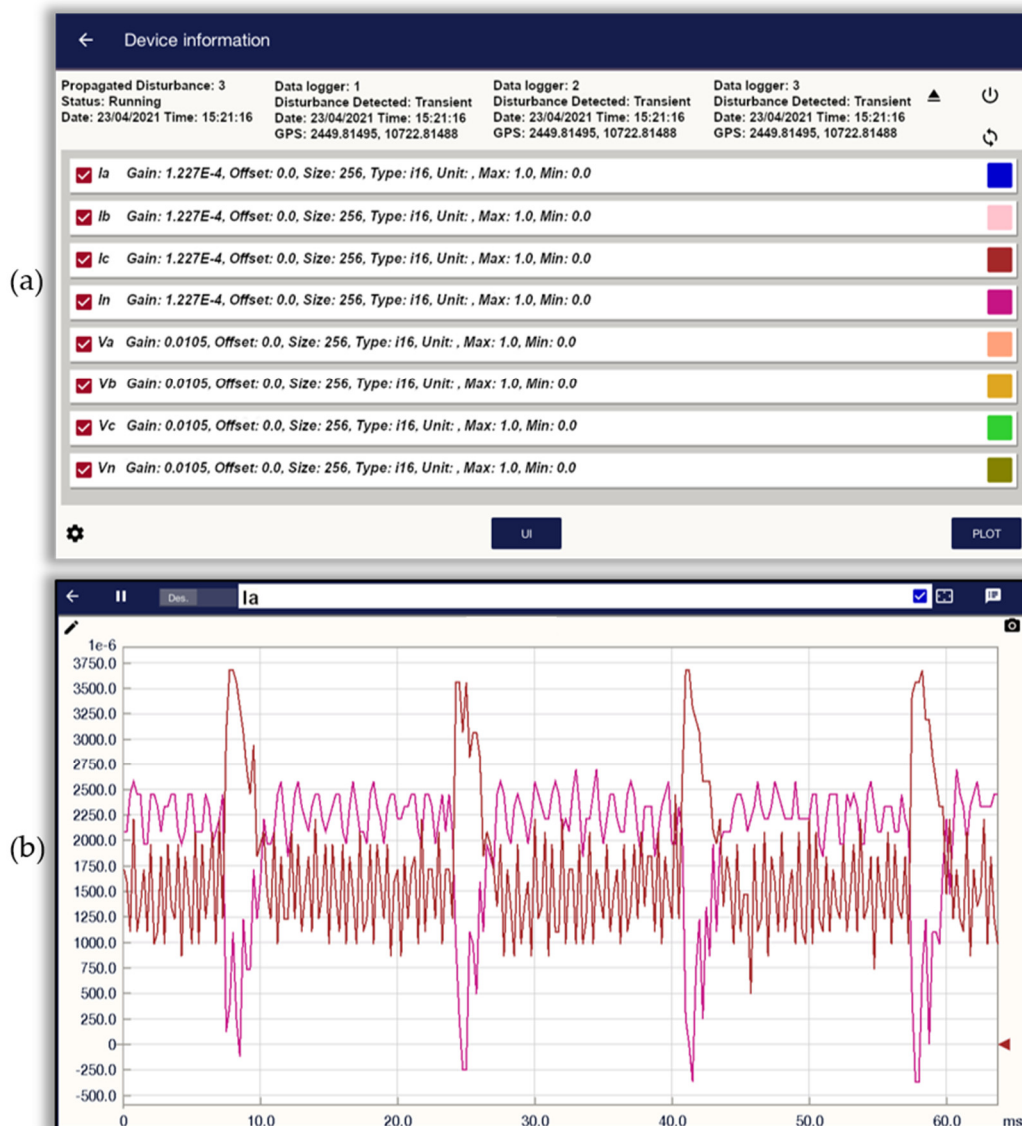 Device information
Propagated Disturbance: 3
Status: Running
Date: 23/04/2021 Time: 15:21:16
Data logger: 1
Disturbance Detected: Transient
Date: 23/04/2021 Time: 15:21:16
GPS: 2449.81495, 10722.81488
Data logger: 2
Disturbance Detected: Transient
Date: 23/04/2021 Time: 15:21:16
GPS: 2449.81495, 10722.81488
Data logger: 3
Disturbance Detected: Transient
Date: 23/04/2021 Time: 15:21:16
GPS: 2449.81495, 10722.81488
(a)
Ia Gain: 1.227E-4, Offset: 0.0, Size: 256, Type: i16, Unit: , Max: 1.0, Min: 0.0
Ib Gain: 1.227E-4, Offset: 0.0, Size: 256, Type: i16, Unit: , Max: 1.0, Min: 0.0
Ic Gain: 1.227E-4, Offset: 0.0, Size: 256, Type: i16, Unit: , Max: 1.0, Min: 0.0
In Gain: 1.227E-4, Offset: 0.0, Size: 256, Type: i16, Unit: , Max: 1.0, Min: 0.0
Va Gain: 0.0105, Offset: 0.0, Size: 256, Type: i16, Unit: , Max: 1.0, Min: 0.0
Vb Gain: 0.0105, Offset: 0.0, Size: 256, Type: i16, Unit: , Max: 1.0, Min: 0.0
Vc Gain: 0.0105, Offset: 0.0, Size: 256, Type: i16, Unit: , Max: 1.0, Min: 0.0
Vn Gain: 0.0105, Offset: 0.0, Size: 256, Type: i16, Unit: , Max: 1.0, Min: 0.0
UI
PLOT
(b)
Des.
Ia
1e-6
3750.0
3500.0
3250.0
3000.0
2750.0
2500.0
2250.0
2000.0
1750.0
1500.0
1250.0
1000.0
750.0
500.0
250.0
0
-250.0
-500.0
0 10.0 20.0 30.0 40.0 50.0 60.0 ms